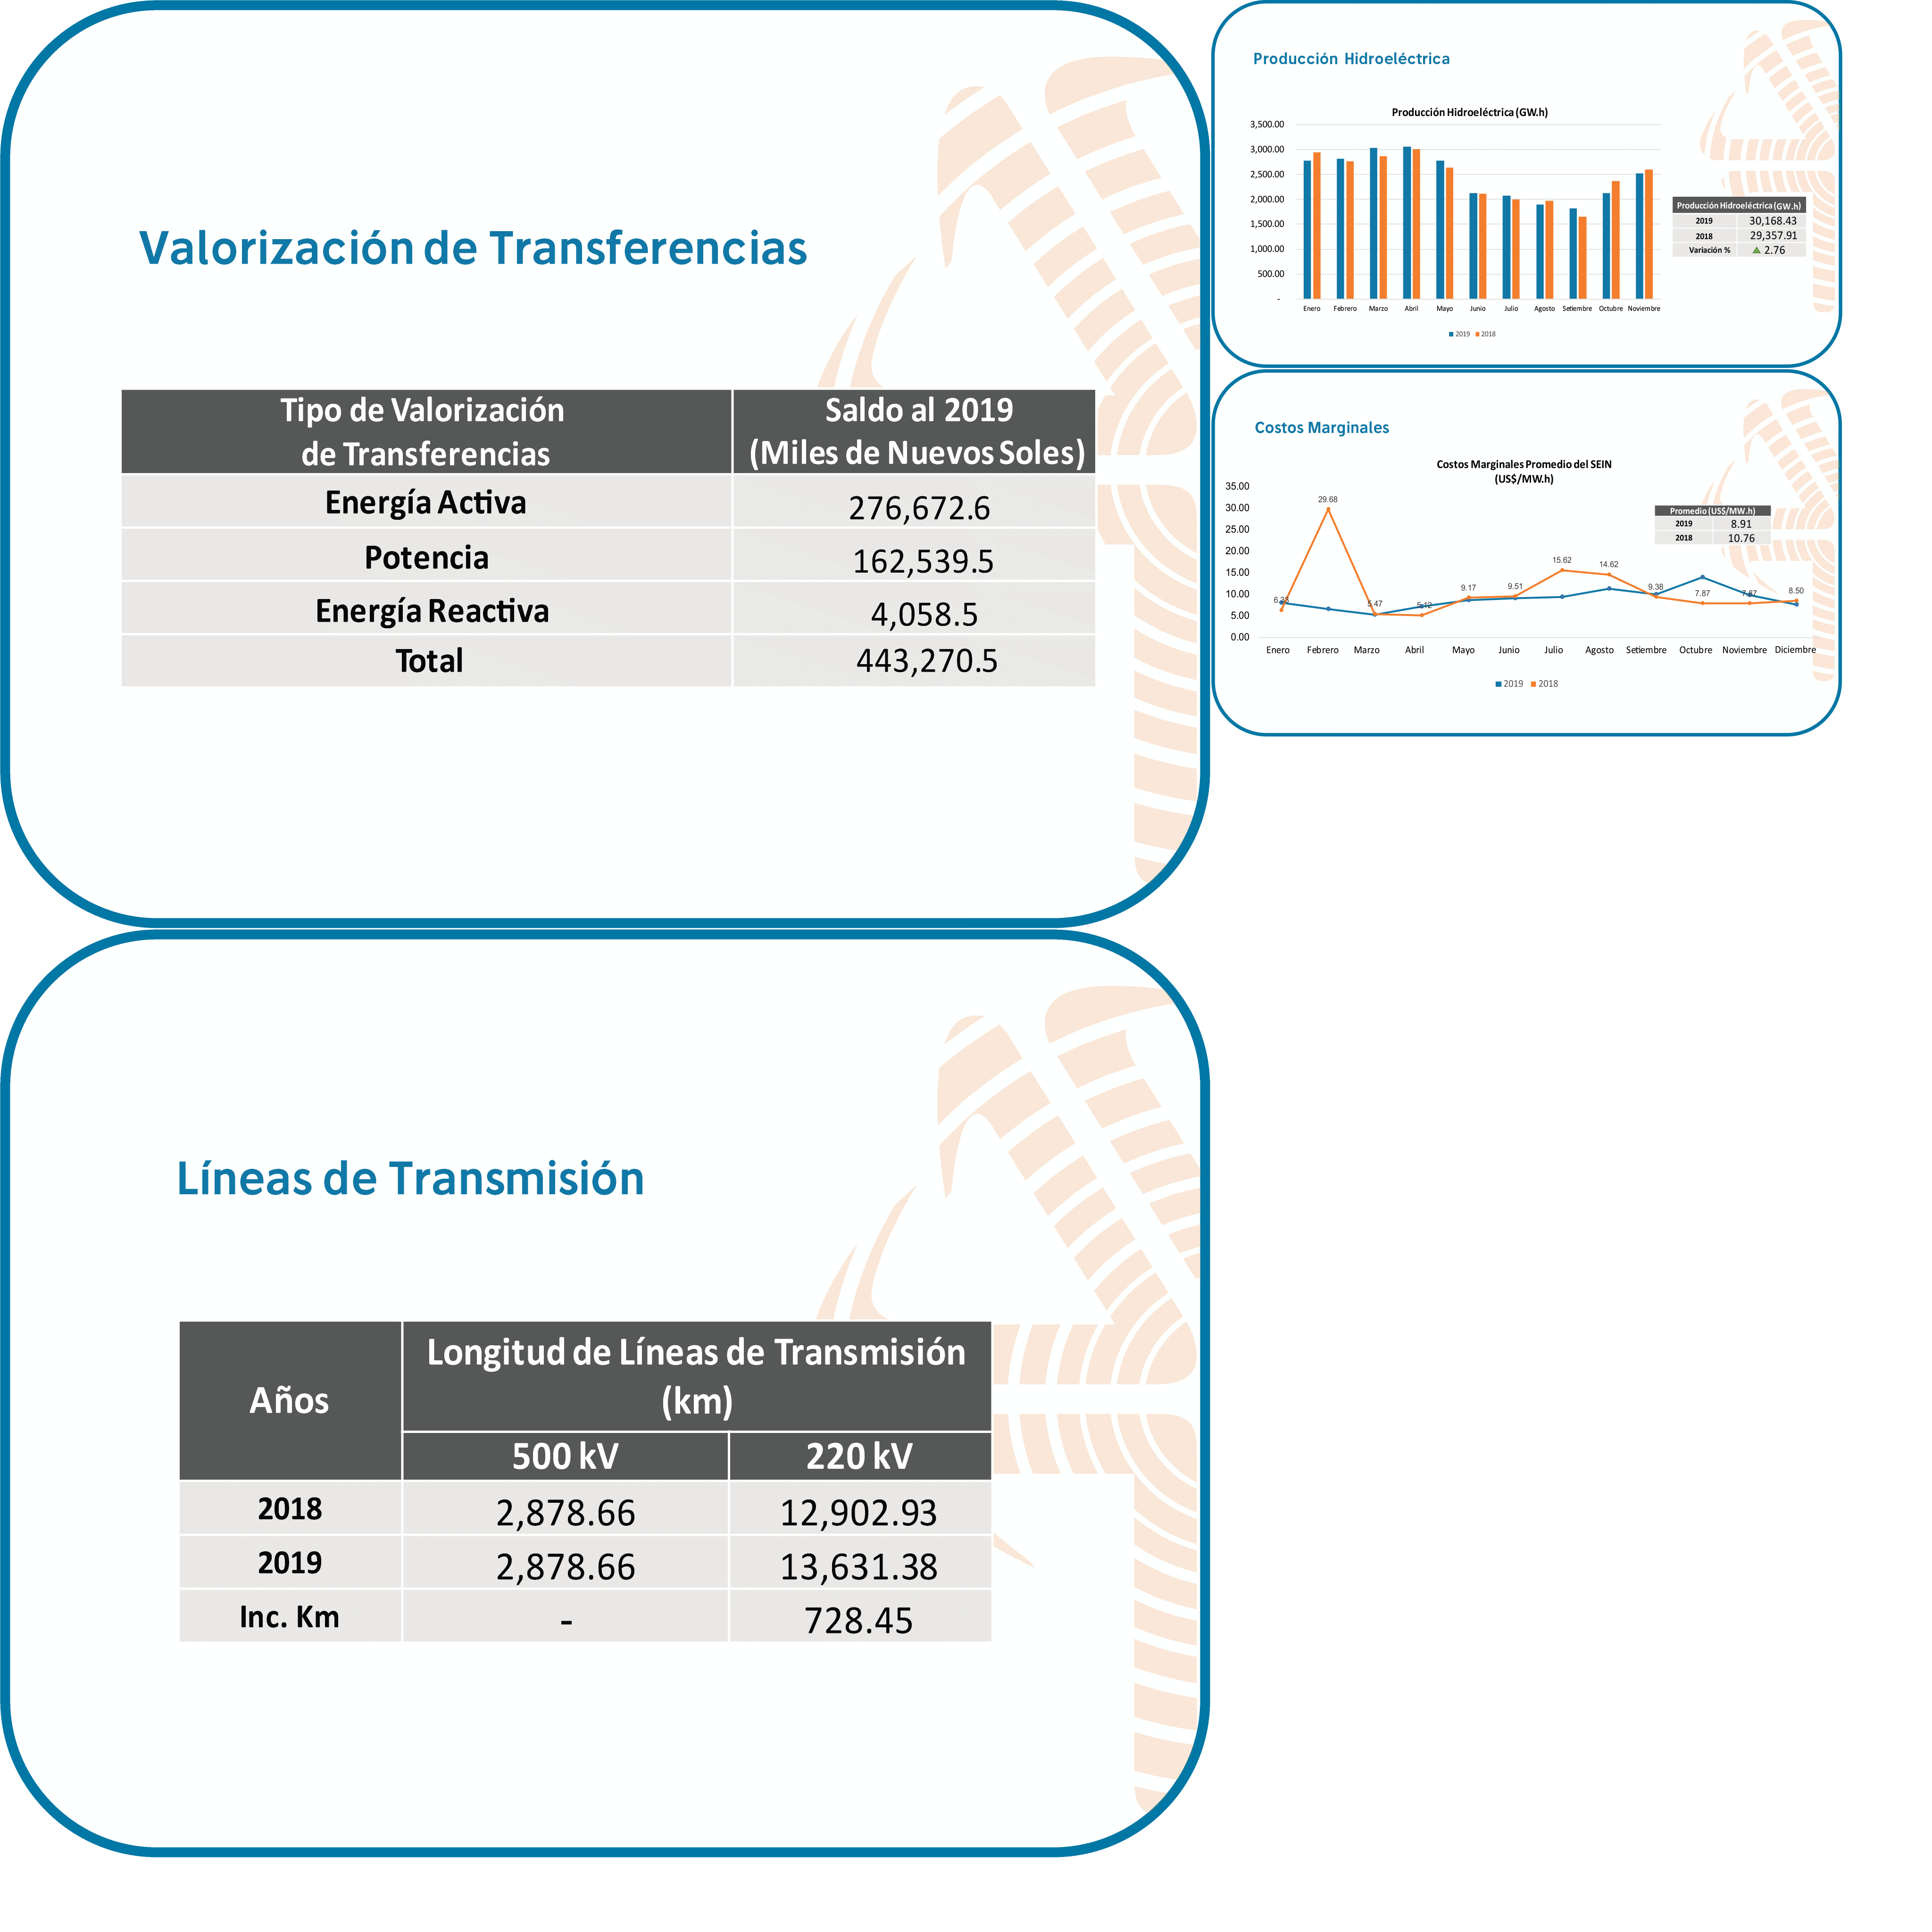 Valorización de Transferencias
Tipo de Valorización
de Transferencias
Saldo al 2019
(Miles de Nuevos Soles)
Energía Activa 276,672.6
Potencia 162,539.5
Energía Reactiva 4,058.5
Total 443,270.5
Producción Hidroeléctrica
Producción Hidroeléctrica (GW.h)
3,500.00
3,000.00
2,500.00
2,000.00
1,500.00
1,000.00
500.00
-
Enero Febrero Marzo Abril Mayo Junio Julio Agosto Setiembre Octubre Noviembre
2019 2018
Producción Hidroeléctrica (GW.h)
2019 30,168.43
2018 29,357.91
Variación % 2.76
Costos Marginales
Costos Marginales Promedio del SEIN
(US$/MW.h)
35.00
30.00
25.00
20.00
15.00
10.00
5.00
0.00
29.68
5.47
5.12
9.17
9.51
15.62
14.62
9.38
7.87
7.87
8.50
Enero Febrero Marzo Abril Mayo Junio Julio Agosto Setiembre Octubre Noviembre Diciembre
2019 2018
Promedio (US$/MW.h)
2019 8.91
2018 10.76
Líneas de Transmisión
Años
Longitud de Líneas de Transmisión
(km)
500 kV 220 kV
2018 2,878.66 12,902.93
2019 2,878.66 13,631.38
Inc. Km - 728.45